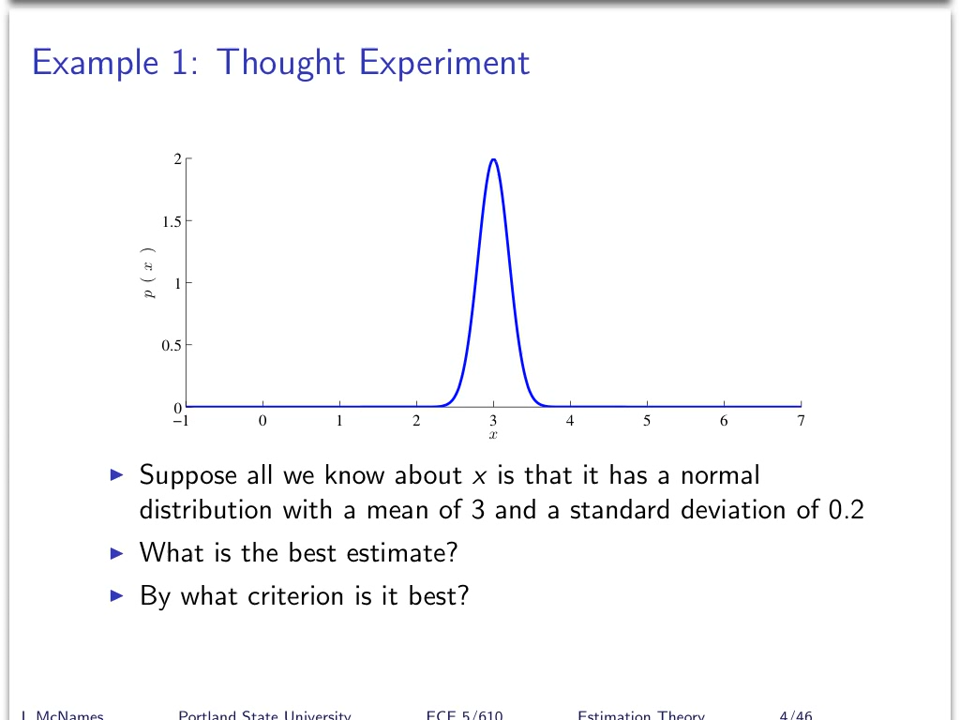 Example 1: Thought Experiment
2
1.5
1
0.5
0
p ( x )
−1 0 1 2 3 4 5 6 7
x
Suppose all we know about x is that it has a normal
distribution with a mean of 3 and a standard deviation of 0.2
What is the best estimate?
By what criterion is it best?
J. McNames Portland State University ECE 5/610 Estimation Theory 4/46